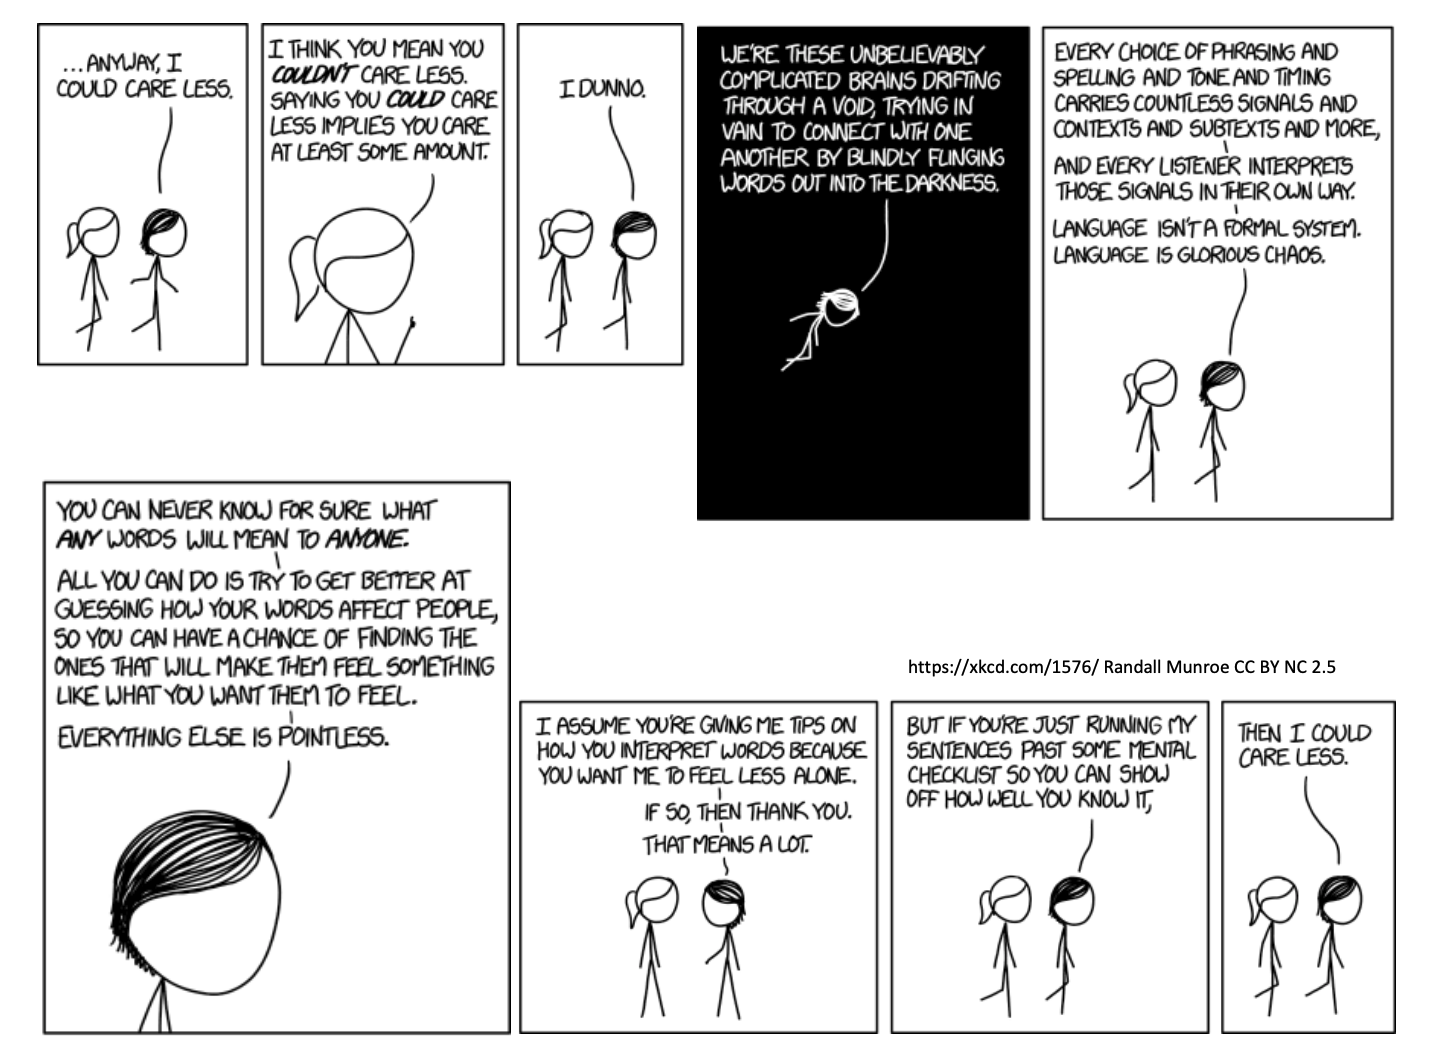 ...ANYWAY, I
COULD CARE LESS.
I THINK YOU MEAN YOU
COULDN'T CARE LESS.
SAYING YOU COULD CARE
LESS IMPLIES YOU CARE
AT LEAST SOME AMOUNT.
I DUNNO.
WE'RE THESE UNBELIEVABLY
COMPLICATED BRAINS DRIFTING
THROUGH A VOID, TRYING IN
VAIN TO CONNECT WITH ONE
ANOTHER BY BLINDLY FLINGING
WORDS OUT INTO THE DARKNESS.
EVERY CHOICE OF PHRASING AND
SPELLING AND TONE AND TIMING
CARRIES COUNTLESS SIGNALS AND
CONTEXTS AND SUBTEXTS AND MORE,
AND EVERY LISTENER INTERPRETS
THOSE SIGNALS IN THEIR OWN WAY.
LANGUAGE ISN'T A FORMAL SYSTEM.
LANGUAGE IS GLORIOUS CHAOS.
YOU CAN NEVER KNOW FOR SURE WHAT
ANY WORDS WILL MEAN TO ANYONE.
ALL YOU CAN DO IS TRY TO GET BETTER AT
GUESSING HOW YOUR WORDS AFFECT PEOPLE,
SO YOU CAN HAVE A CHANCE OF FINDING THE
ONES THAT WILL MAKE THEM FEEL SOMETHING
LIKE WHAT YOU WANT THEM TO FEEL.
EVERYTHING ELSE IS POINTLESS.
https://xkcd.com/1576/ Randall Munroe CC BY NC 2.5
I ASSUME YOU'RE GIVING ME TIPS ON
HOW YOU INTERPRET WORDS BECAUSE
YOU WANT ME TO FEEL LESS ALONE.
IF SO, THEN THANK YOU.
THAT MEANS A LOT.
BUT IF YOU'RE JUST RUNNING MY
SENTENCES PAST SOME MENTAL
CHECKLIST SO YOU CAN SHOW
OFF HOW WELL YOU KNOW IT,
THEN I COULD
CARE LESS.